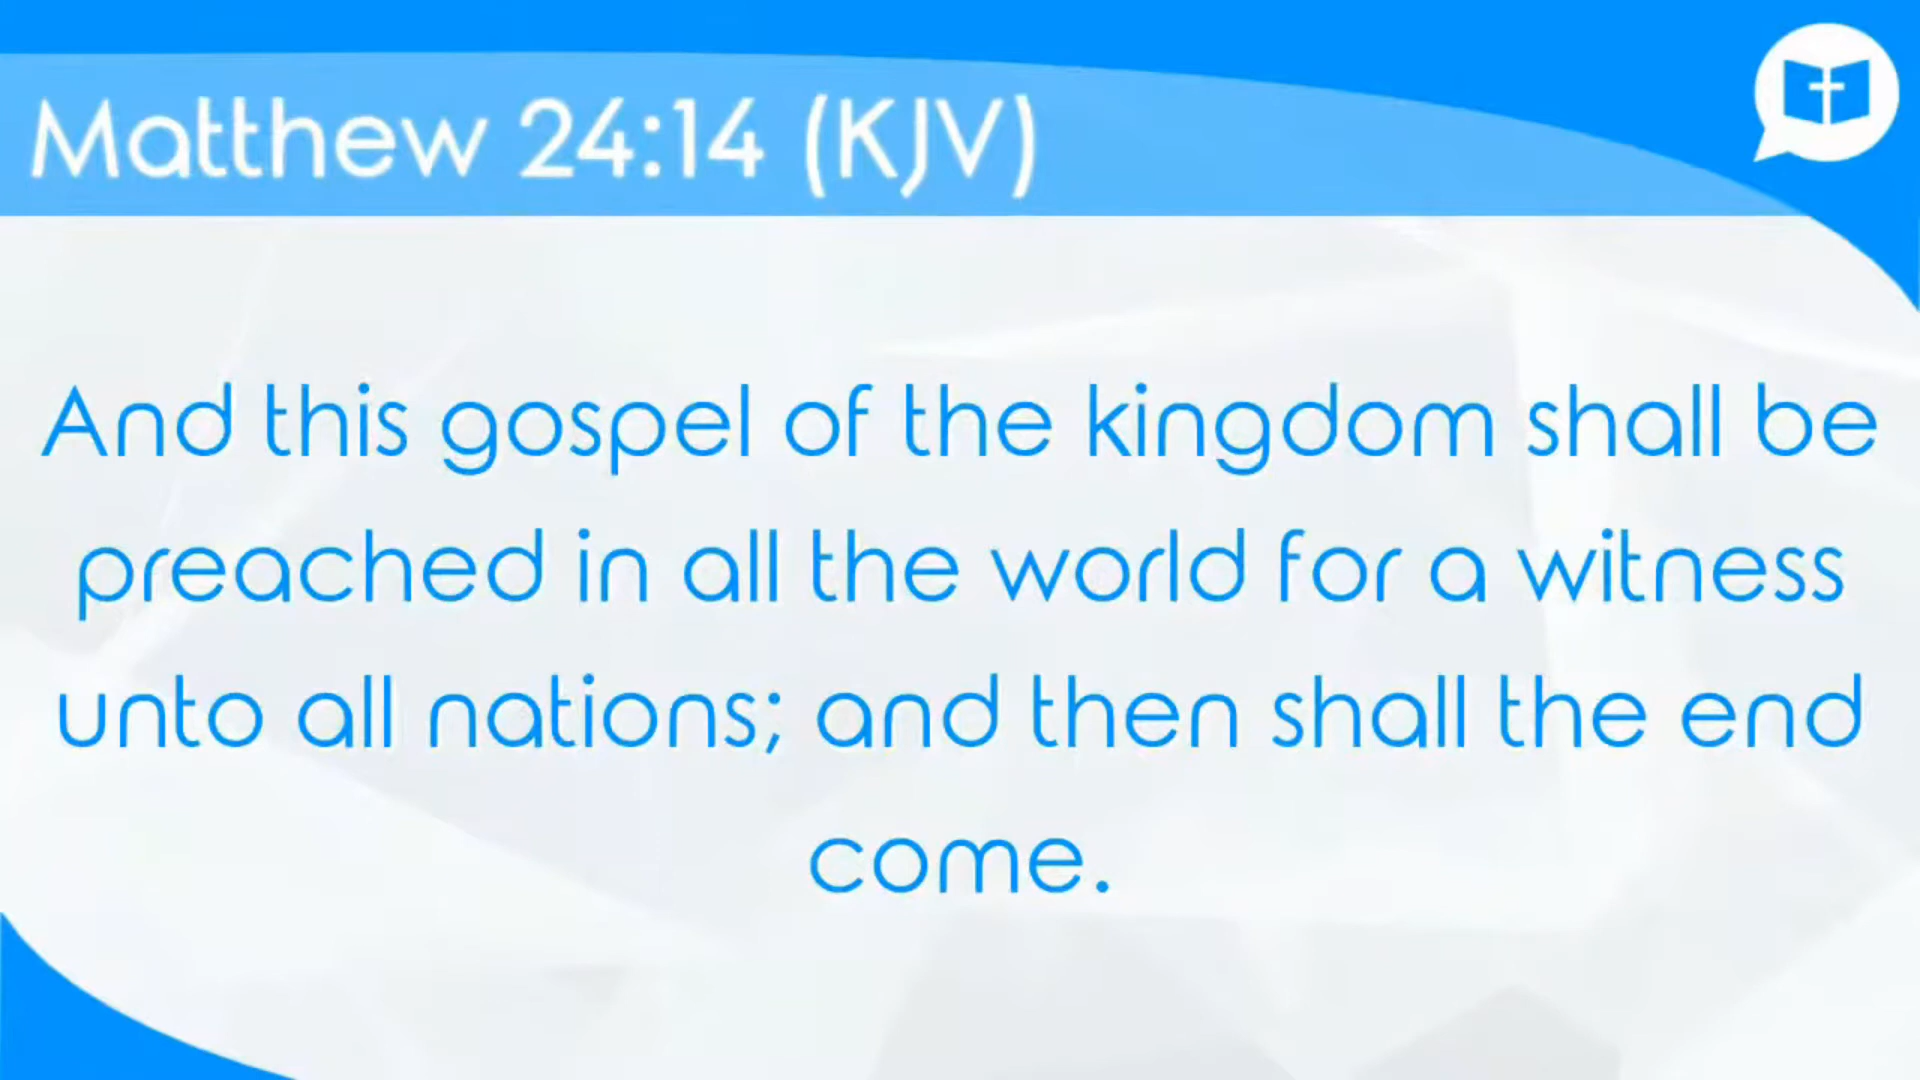 Matthew 24:14 (KJV)
And this gospel of the kingdom shall be
preached in all the world for a witness
unto all nations; and then shall the end
come.